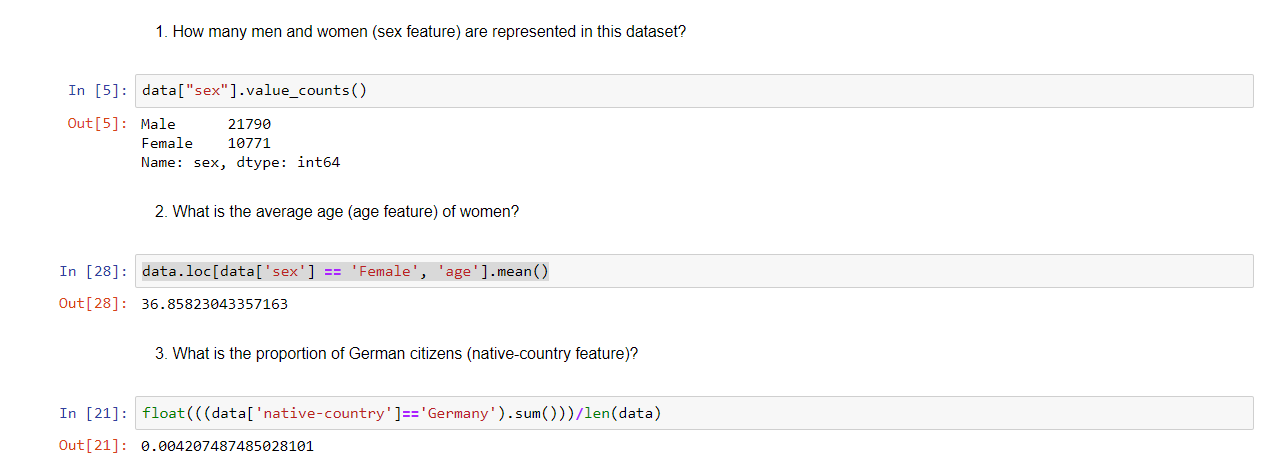 1. How many men and women (sex feature) are represented in this dataset?
In [5]: data["sex"].value_counts()
Out[5]: Male      21790
Female    10771
Name: sex, dtype: int64
2. What is the average age (age feature) of women?
In [28]: data.loc[data['sex'] == 'Female', 'age'].mean()
Out[28]: 36.85823043357163
3. What is the proportion of German citizens (native-country feature)?
In [21]: float(((data['native-country']=='Germany').sum()))/len(data)
Out[21]: 0.004207487485028101